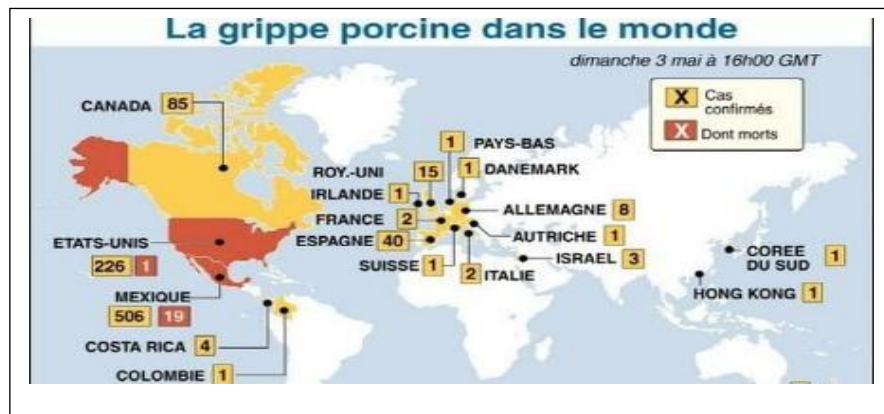 La grippe porcine dans le monde
dimanche 3 mai à 16h00 GMT
X Cas confirmés
X Dont morts
CANADA 85
1 PAYS-BAS
ROY.-UNI 15
1 DANEMARK
IRLANDE 1
FRANCE 2
ALLEMAGNE 8
ETATS-UNIS
226 1
ESPAGNE 40
AUTRICHE 1
SUISSE 1
2 ITALIE
ISRAEL 3
COREE
DU SUD 1
HONG KONG 1
MEXIQUE
506 19
COSTA RICA 4
COLOMBIE 1